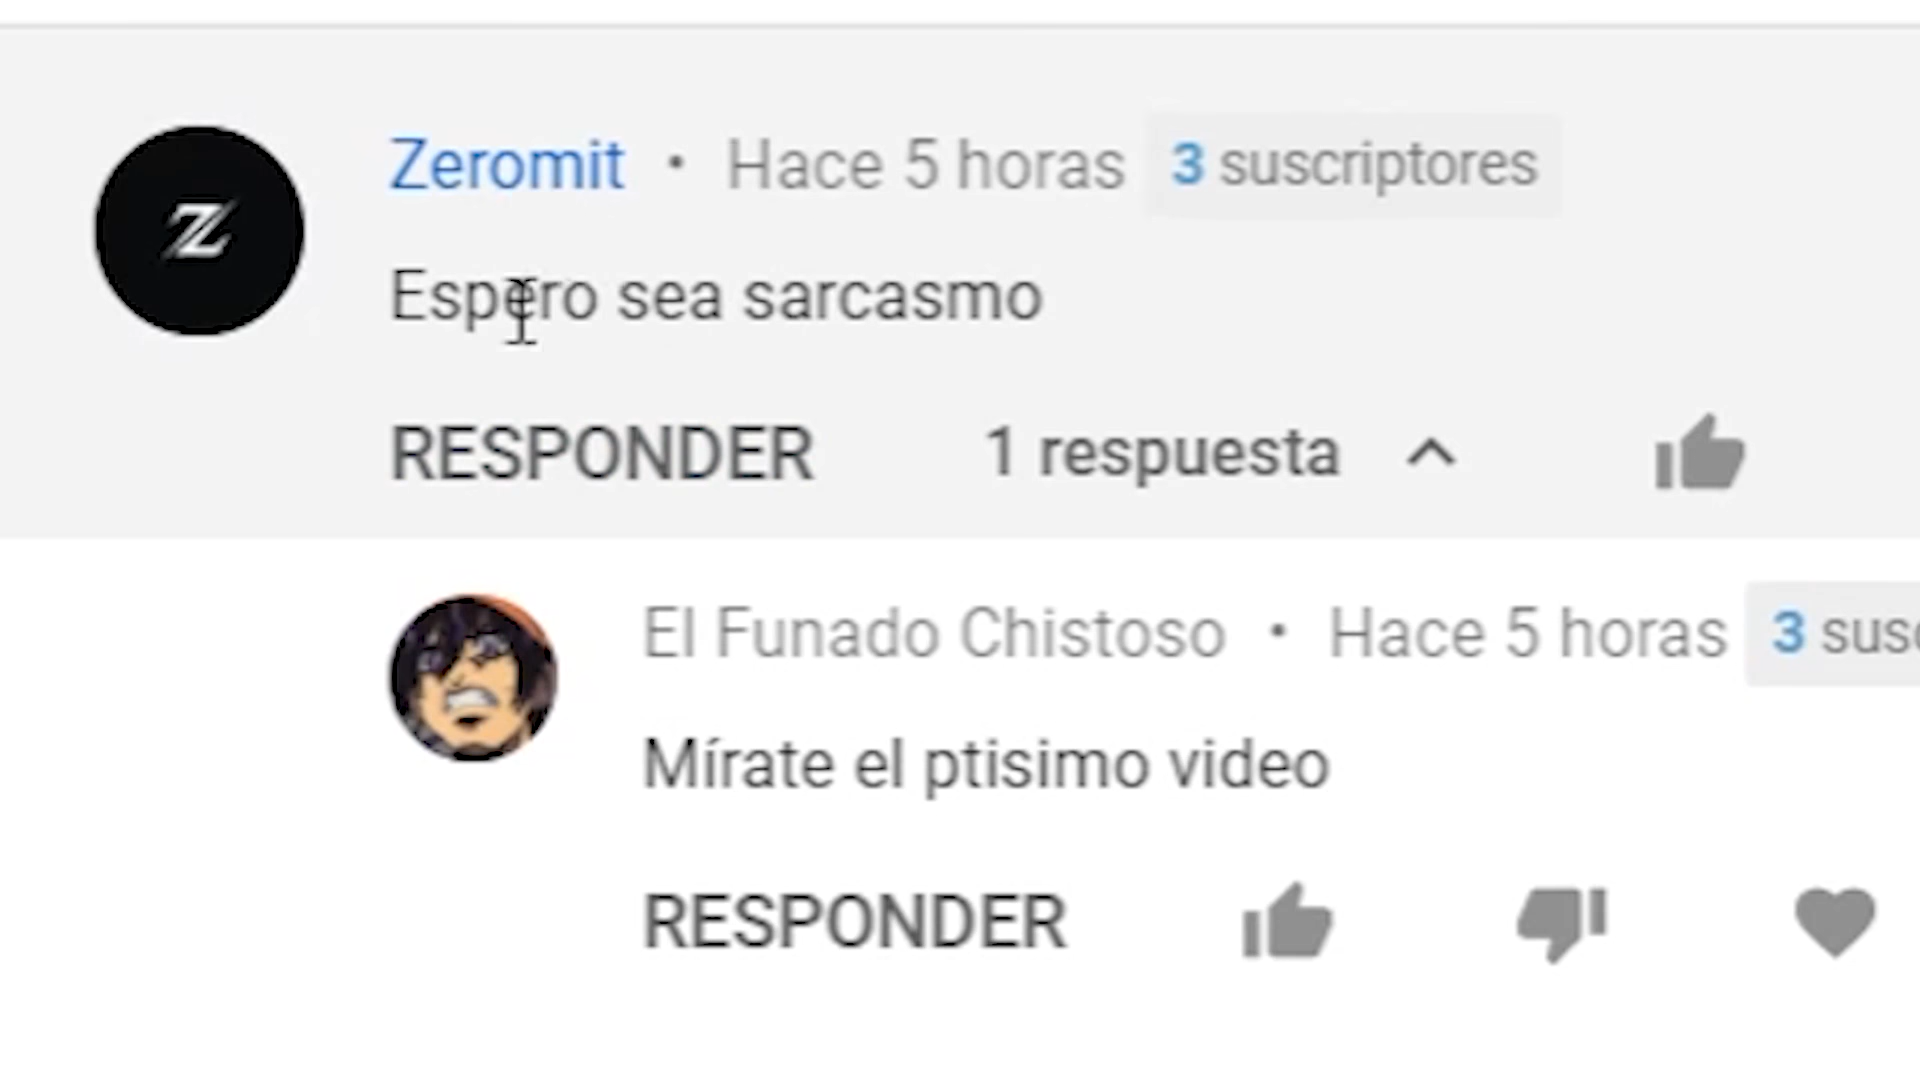 Z
Zeromit • Hace 5 horas 3 suscriptores
Espero sea sarcasmo
RESPONDER 1 respuesta
El Funado Chistoso • Hace 5 horas 3 susc
Mírate el ptisimo video
RESPONDER